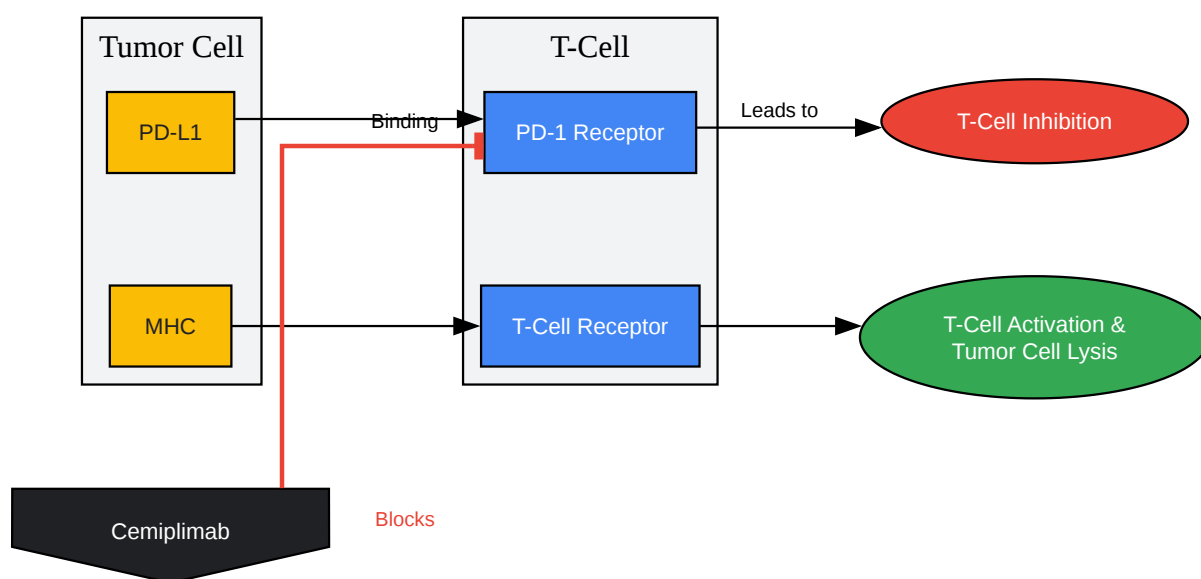 Tumor Cell
T-Cell
PD-L1
Binding
PD-1 Receptor
Leads to
T-Cell Inhibition
MHC
T-Cell Receptor
T-Cell Activation &
Tumor Cell Lysis
Cemiplimab
Blocks